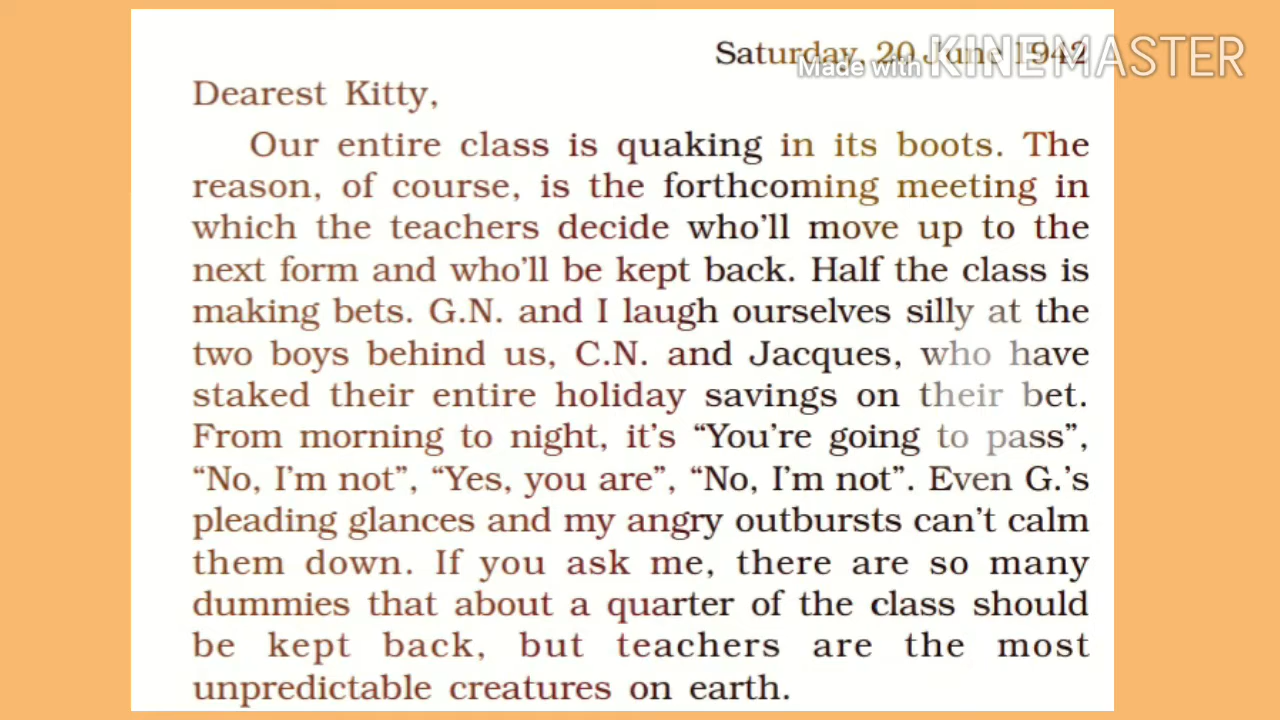 Saturday, 20 June 1942
Made with KINEMASTER
Dearest Kitty,
Our entire class is quaking in its boots. The
reason, of course, is the forthcoming meeting in
which the teachers decide who'll move up to the
next form and who'll be kept back. Half the class is
making bets. G.N. and I laugh ourselves silly at the
two boys behind us, C.N. and Jacques, who have
staked their entire holiday savings on their bet.
From morning to night, it's “You're going to pass”,
“No, I'm not”, “Yes, you are”, “No, I'm not”. Even G.'s
pleading glances and my angry outbursts can't calm
them down. If you ask me, there are so many
dummies that about a quarter of the class should
be kept back, but teachers are the most
unpredictable creatures on earth.